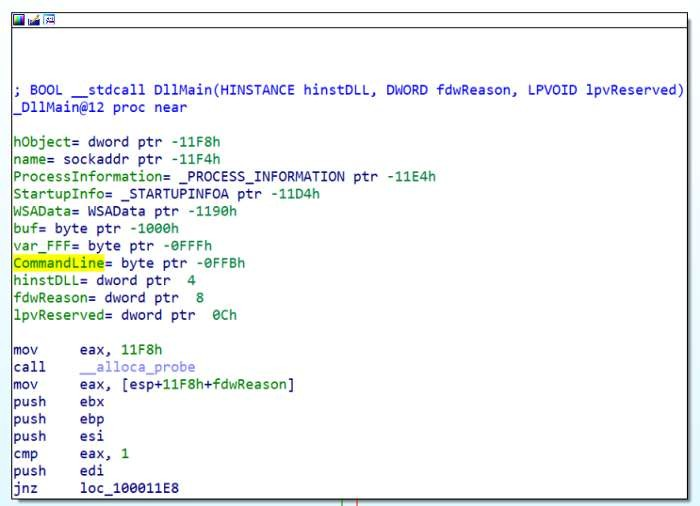 ; BOOL __stdcall DllMain(HINSTANCE hinstDLL, DWORD fdwReason, LPVOID lpvReserved)
_DllMain@12 proc near
hObject= dword ptr -11F8h
name= sockaddr ptr -11F4h
ProcessInformation= _PROCESS_INFORMATION ptr -11E4h
StartupInfo= _STARTUPINFOA ptr -11D4h
WSAData= WSAData ptr -1190h
buf= byte ptr -1000h
var_FFF= byte ptr -0FFFh
CommandLine= byte ptr -0FFBh
hinstDLL= dword ptr  4
fdwReason= dword ptr  8
lpvReserved= dword ptr  0Ch
mov     eax, 11F8h
call    __alloca_probe
mov     eax, [esp+11F8h+fdwReason]
push    ebx
push    ebp
push    esi
cmp     eax, 1
push    edi
jnz     loc_100011E8